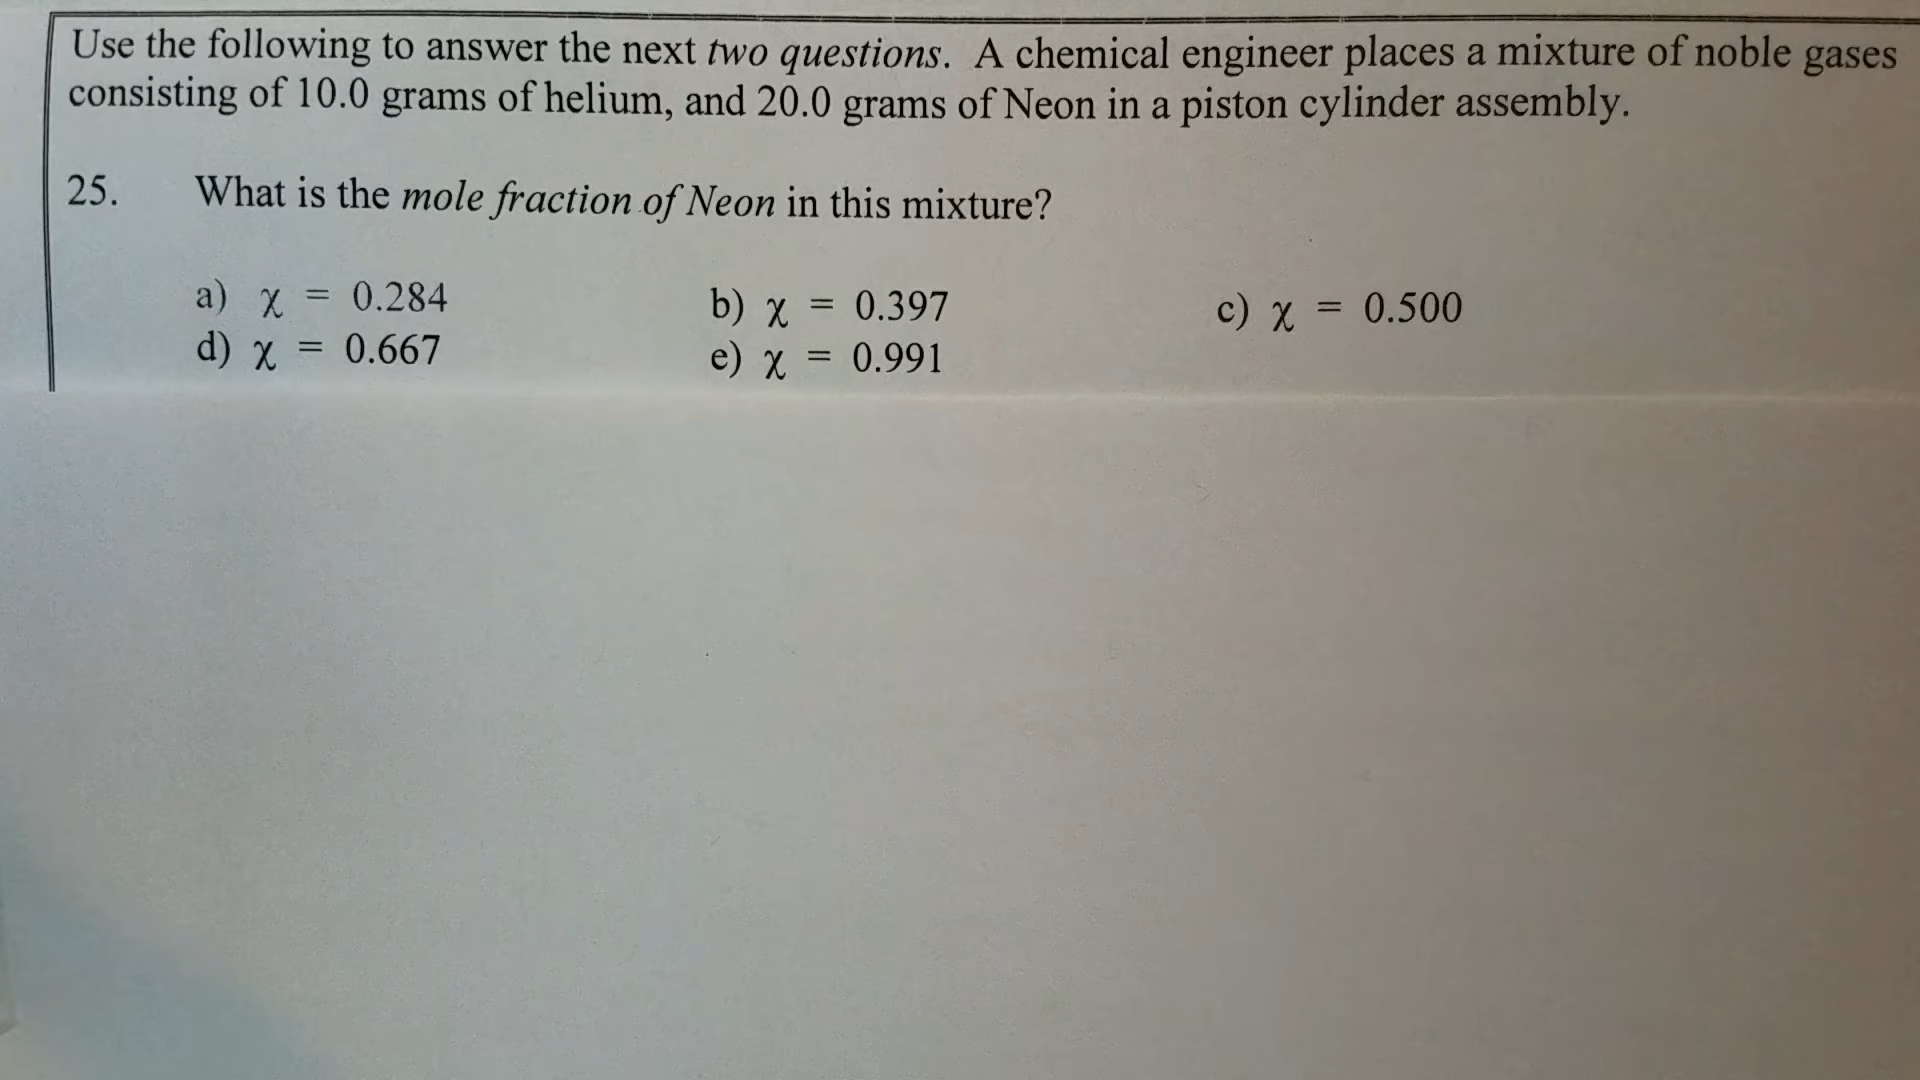 Use the following to answer the next two questions. A chemical engineer places a mixture of noble gases
consisting of 10.0 grams of helium, and 20.0 grams of Neon in a piston cylinder assembly.
25. What is the mole fraction of Neon in this mixture?
a) χ = 0.284 b) χ = 0.397 c) χ = 0.500
d) χ = 0.667 e) χ = 0.991